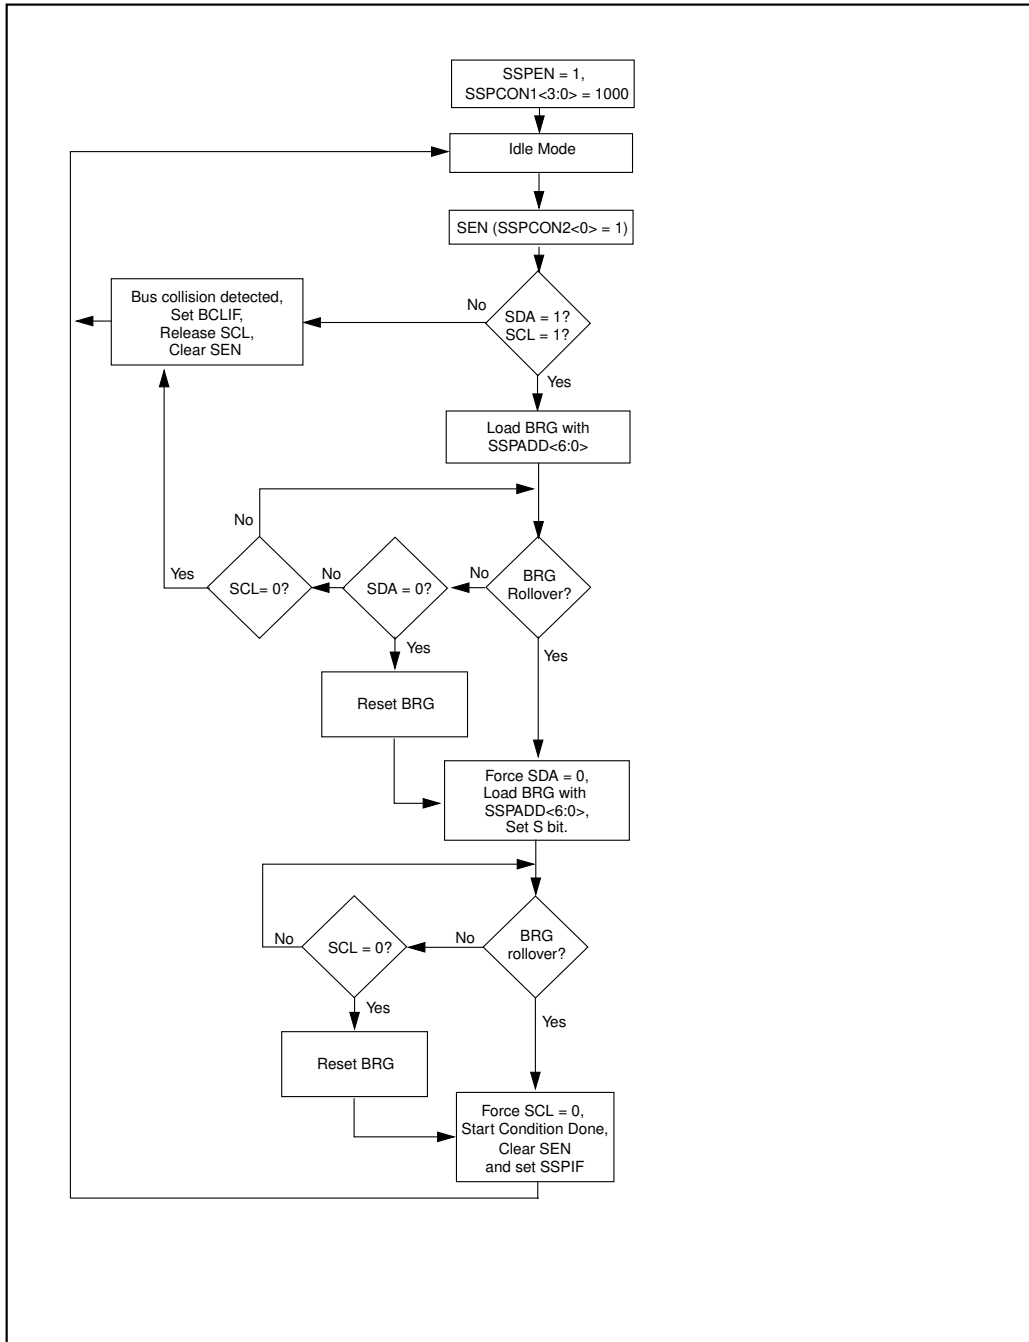 SSPEN = 1,
SSPCON1<3:0> = 1000
Idle Mode
SEN (SSPCON2<0> = 1)
Bus collision detected,
Set BCLIF,
Release SCL,
Clear SEN
No
SDA = 1?
SCL = 1?
Yes
Load BRG with
SSPADD<6:0>
No
Yes
SCL= 0?
No
SDA = 0?
No
BRG
Rollover?
Yes
Yes
Reset BRG
Force SDA = 0,
Load BRG with
SSPADD<6:0>,
Set S bit.
No
SCL = 0?
No
BRG
rollover?
Yes
Yes
Reset BRG
Force SCL = 0,
Start Condition Done,
Clear SEN
and set SSPIF